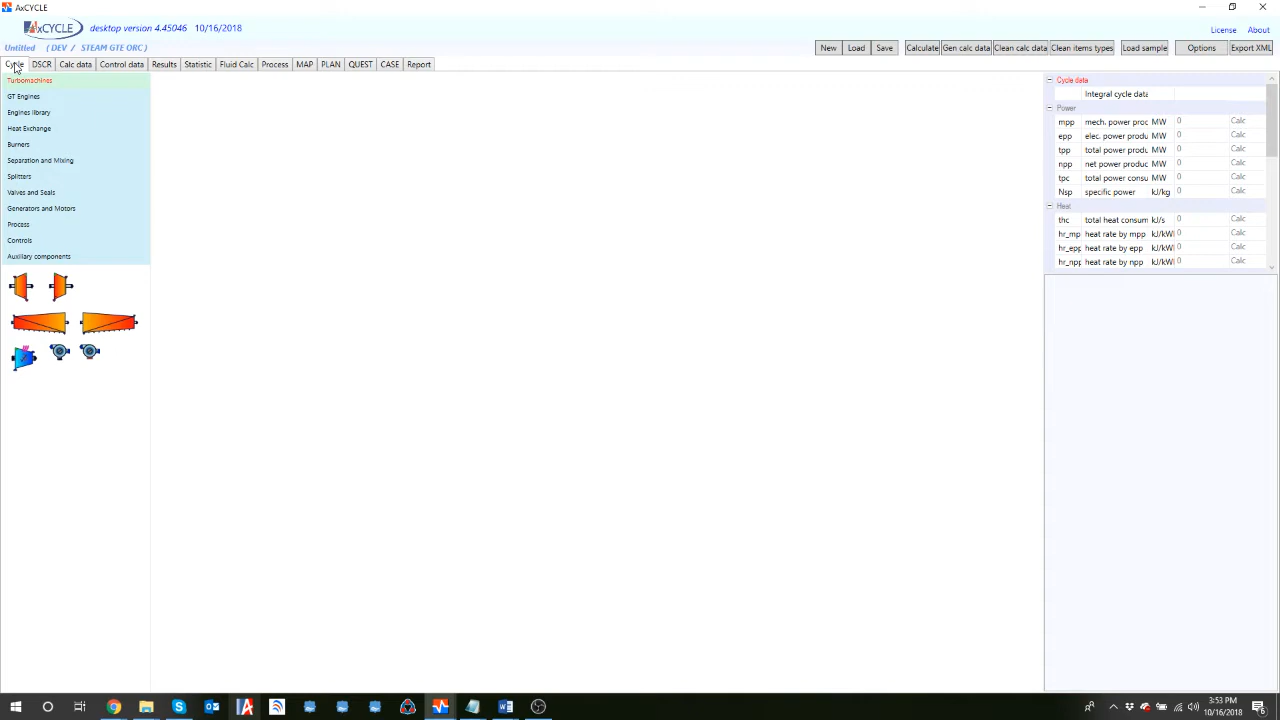 AxCYCLE
AxCYCLE desktop version 4.45046 10/16/2018
License About
Untitled ( DEV / STEAM GTE ORC )
New Load Save Calculate Gen calc data Clean calc data Clean items types Load sample Options Export XML
Cycle DSCR Calc data Control data Results Statistic Fluid Calc Process MAP PLAN QUEST CASE Report
Turbomachines
GT Engines
Engines library
Heat Exchange
Burners
Separation and Mixing
Splitters
Valves and Seals
Generators and Motors
Process
Controls
Auxiliary components
Cycle data
Integral cycle data
Power
mpp mech. power proc MW 0 Calc
epp elec. power produ MW 0 Calc
tpp total power produ MW 0 Calc
npp net power produc MW 0 Calc
tpc total power consu MW 0 Calc
Nsp specific power kJ/kg 0 Calc
Heat
thc total heat consum kJ/s 0 Calc
hr_mp heat rate by mpp kJ/kWl 0 Calc
hr_epp heat rate by epp kJ/kWl 0 Calc
hr_npp heat rate by npp kJ/kWl 0 Calc
3:53 PM
10/16/2018